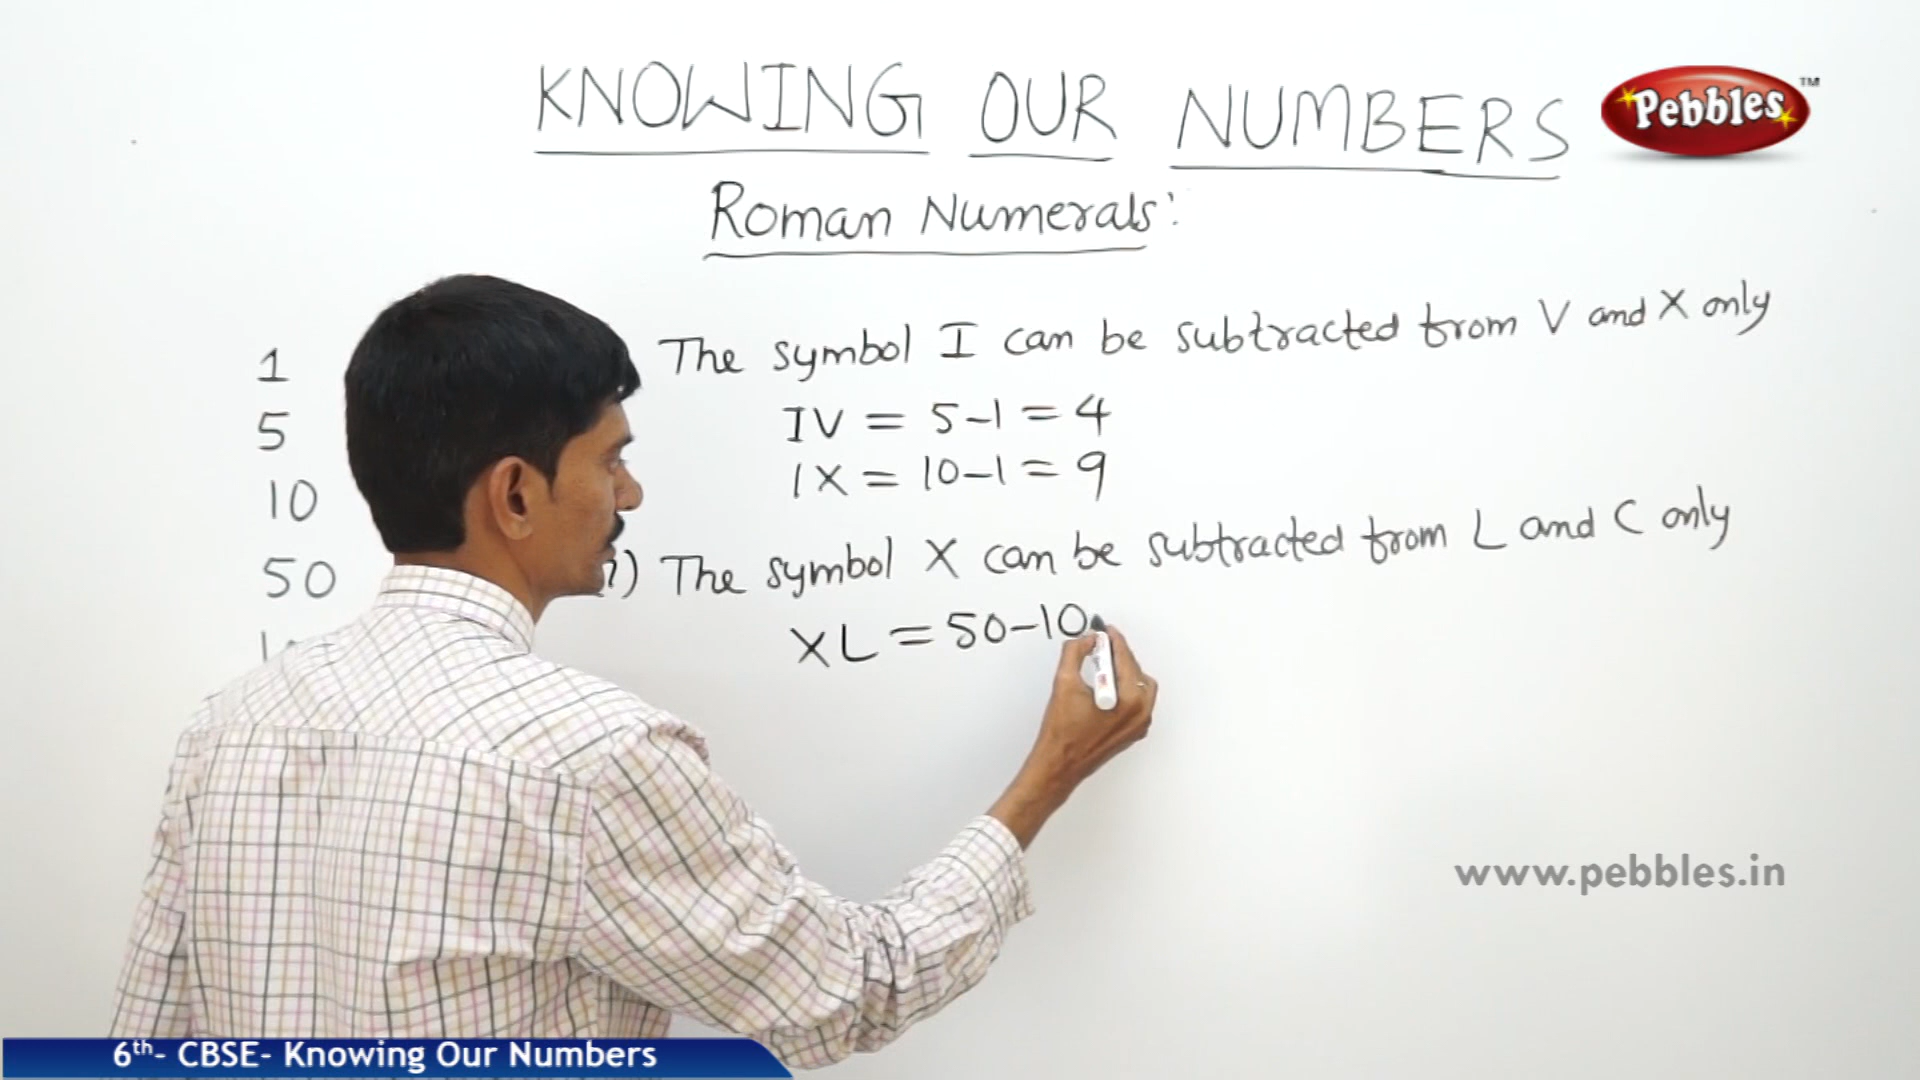 KNOWING OUR NUMBERS
Pebbles™
Roman Numerals:
1
The symbol I can be subtracted from V and X only
5
IV = 5-1 = 4
10
IX = 10-1 = 9
50
7) The symbol X can be subtracted from L and C only
XL = 50-10
www.pebbles.in
6th- CBSE- Knowing Our Numbers